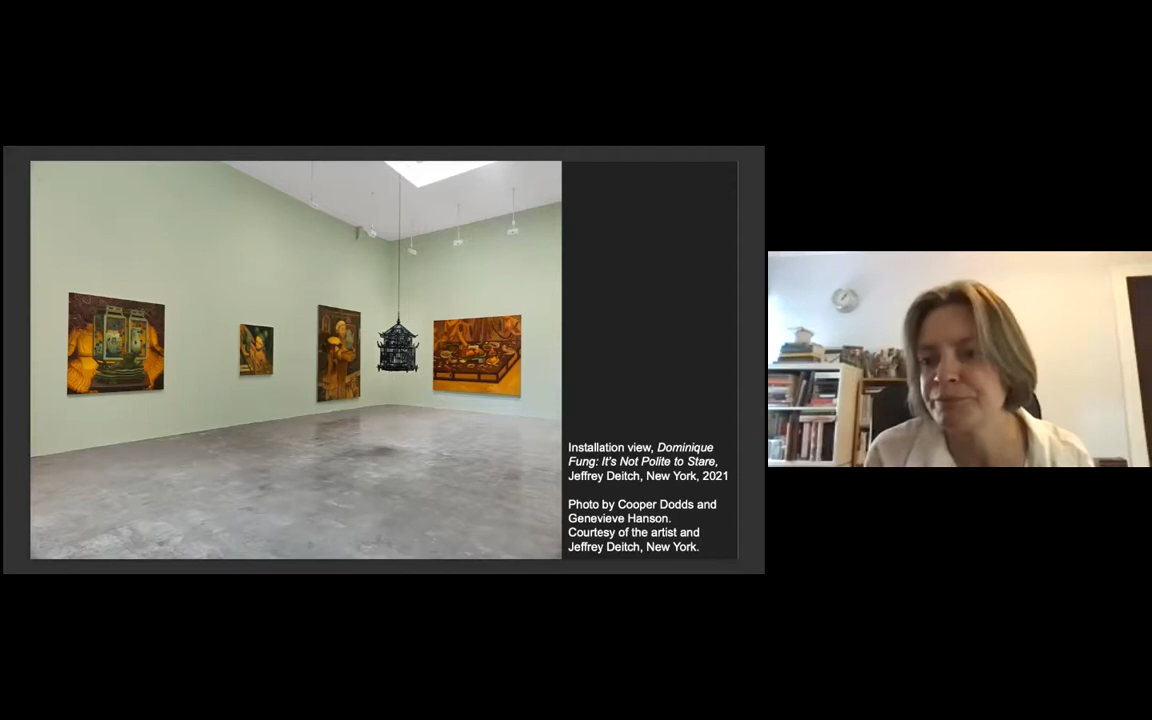 Installation view, Dominique
Fung: It's Not Polite to Stare,
Jeffrey Deitch, New York, 2021
Photo by Cooper Dodds and
Genevieve Hanson.
Courtesy of the artist and
Jeffrey Deitch, New York.